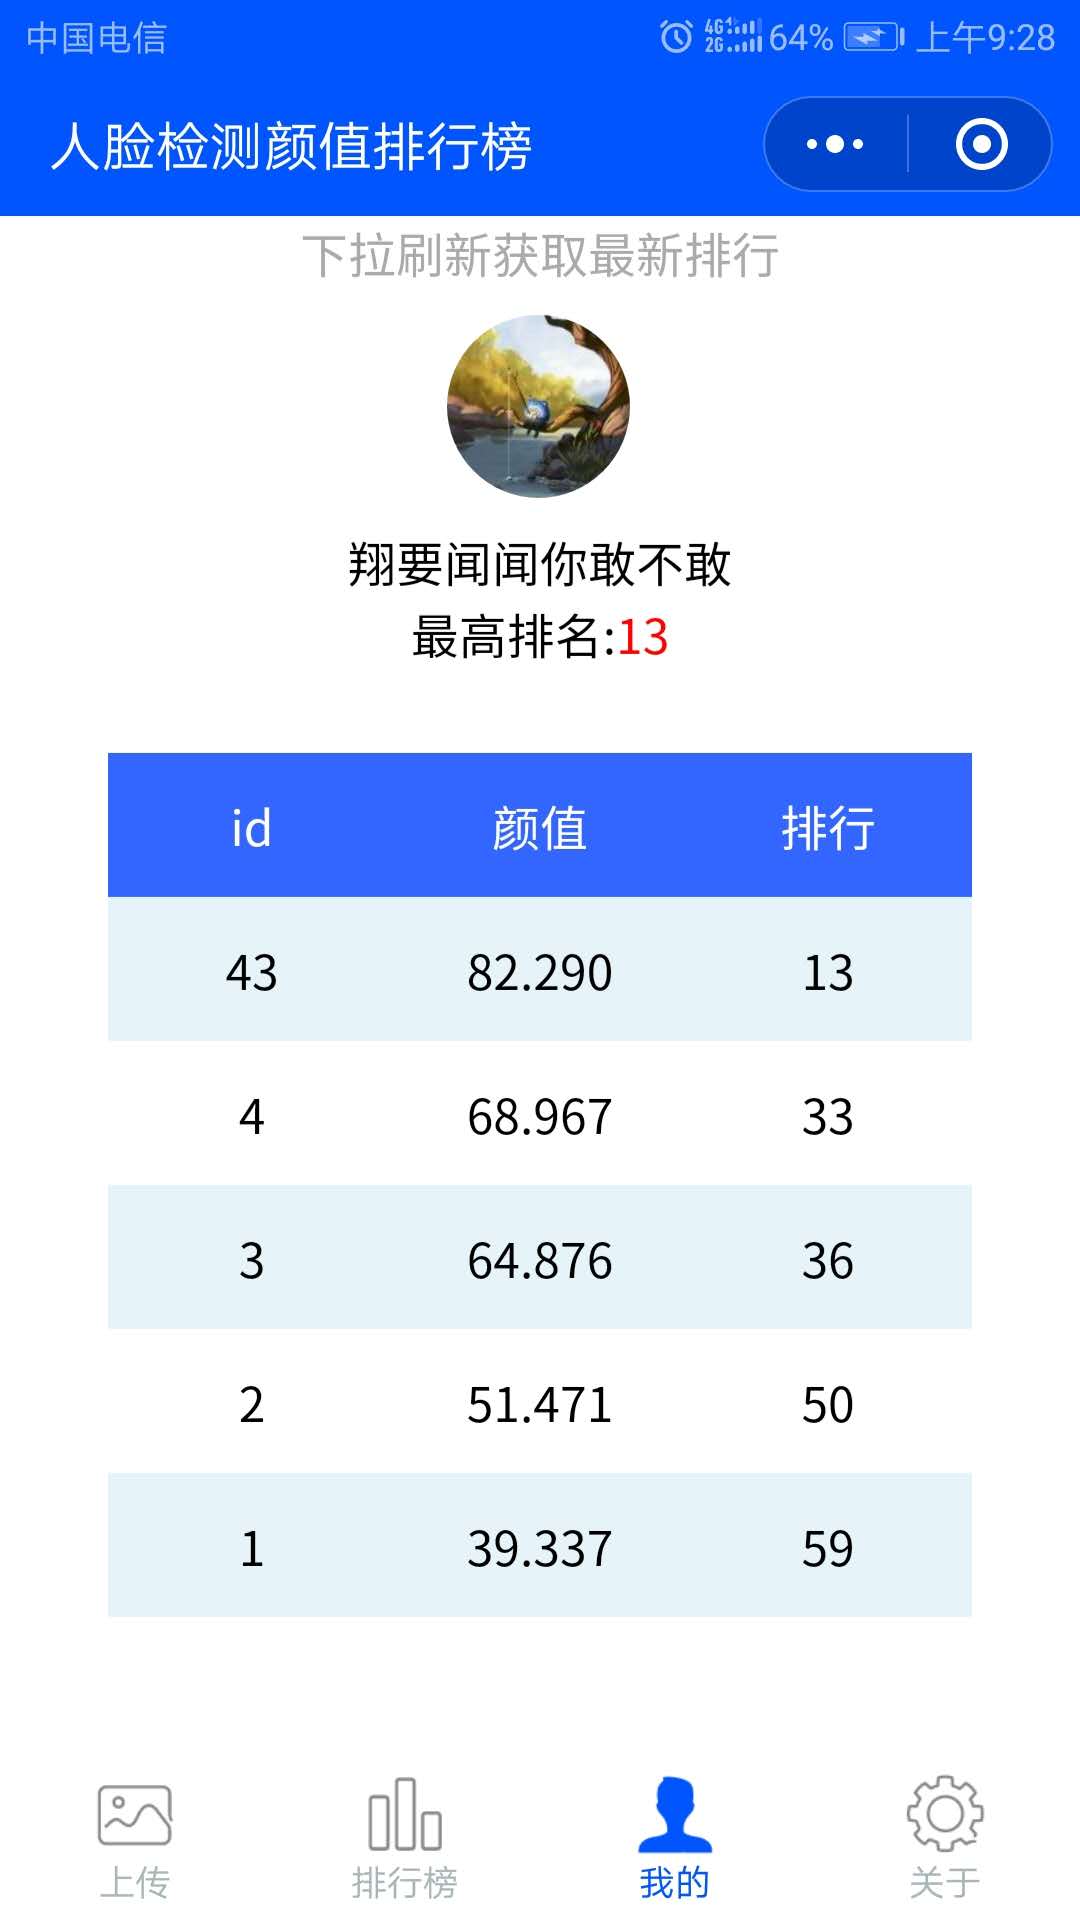 中国电信 4G 2G 64% 上午9:28
人脸检测颜值排行榜
下拉刷新获取最新排行
翔要闻闻你敢不敢
最高排名:13
id 颜值 排行
43 82.290 13
4 68.967 33
3 64.876 36
2 51.471 50
1 39.337 59
上传 排行榜 我的 关于